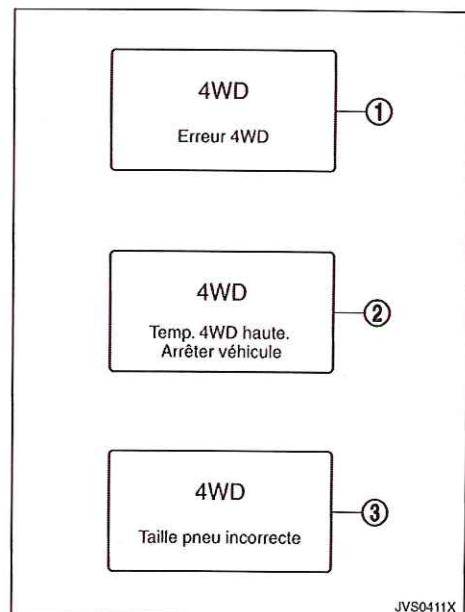 4WD
Erreur 4WD
1
4WD
Temp. 4WD haute.
Arrêter véhicule
2
4WD
Taille pneu incorrecte
3
JVS0411X